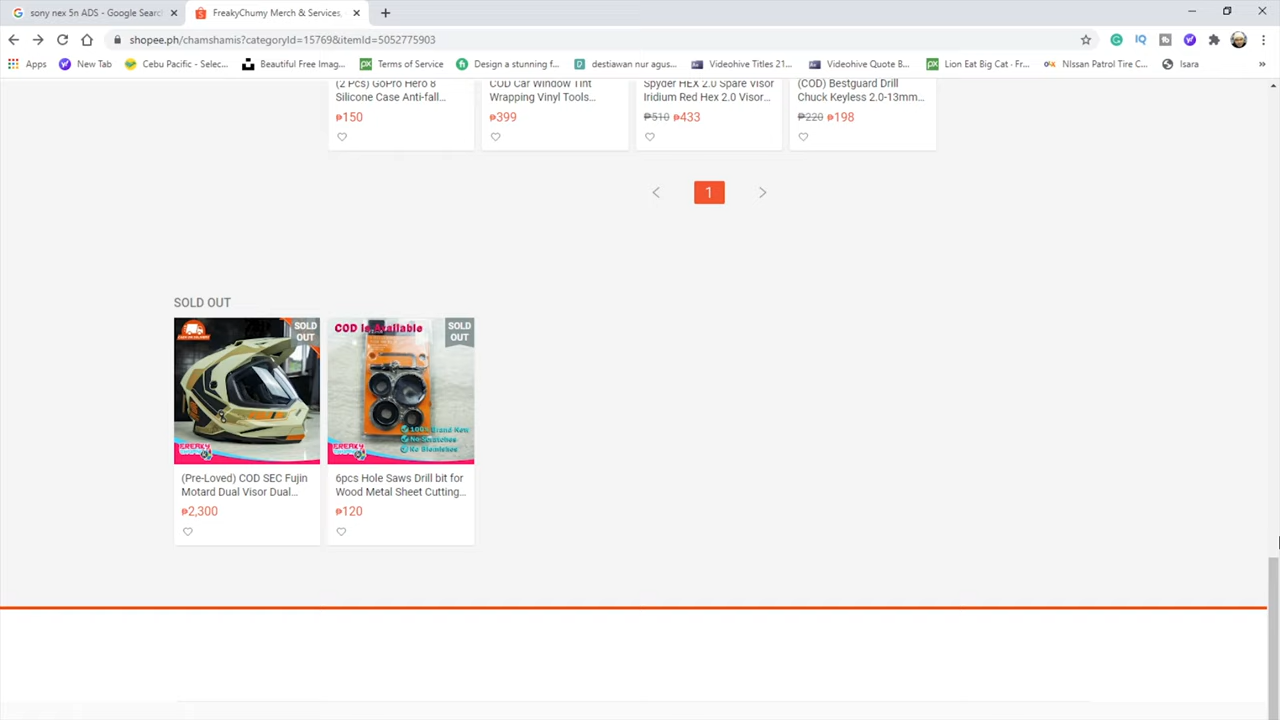 sony nex 5n ADS - Google Searc
FreakyChumy Merch & Services,
shopee.ph/chamshamis?categoryId=15769&itemId=5052775903
Apps
New Tab
Cebu Pacific - Selec...
Beautiful Free Imag...
Terms of Service
Design a stunning f...
destiawan nur agus...
Videohive Titles 21...
Videohive Quote B...
Lion Eat Big Cat · Fr...
Nissan Patrol Tire C...
Isara
(2 Pcs) GoPro Hero 8
Silicone Case Anti-fall...
₱150
COD Car Window Tint
Wrapping Vinyl Tools...
₱399
Spyder HEX 2.0 Spare Visor
Iridium Red Hex 2.0 Visor...
₱510 ₱433
(COD) Bestguard Drill
Chuck Keyless 2.0-13mm...
₱220 ₱198
1
SOLD OUT
SOLD
OUT
FREAKY
(Pre-Loved) COD SEC Fujin
Motard Dual Visor Dual...
₱2,300
COD is Available
SOLD
OUT
100% Brand New
No Scratches
No Blemishes
FREAKY
6pcs Hole Saws Drill bit for
Wood Metal Sheet Cutting...
₱120